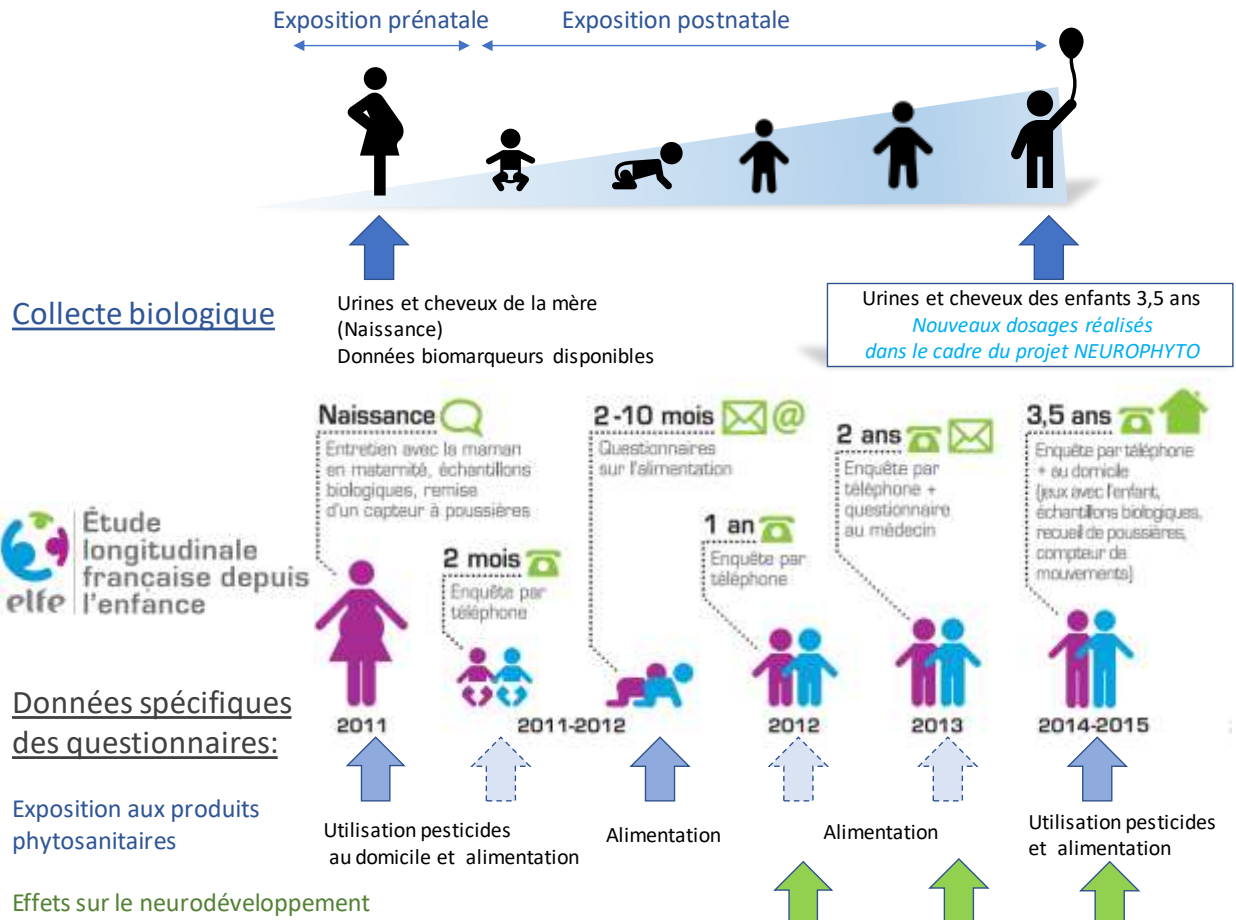 Exposition prénatale
Exposition postnatale
Collecte biologique
Urines et cheveux de la mère
(Naissance)
Données biomarqueurs disponibles
Urines et cheveux des enfants 3,5 ans
Nouveaux dosages réalisés
dans le cadre du projet NEUROPHYTO
Naissance
Entretien avec la maman
en maternité, échantillons
biologiques, remise
d'un capteur à poussières
2 mois
Enquête par
téléphone
2-10 mois @
Questionnaires
sur l'alimentation
1 an
Enquête par
téléphone
2 ans
Enquête par
téléphone +
questionnaire
au médecin
3,5 ans
Enquête par téléphone
+ au domicile
(jeux avec l'enfant,
échantillons biologiques,
recueil de poussières,
compteur de
mouvements)
elfe
Étude
longitudinale
française depuis
l'enfance
2011
2011-2012
2012
2013
2014-2015
Données spécifiques
des questionnaires:
Exposition aux produits
phytosanitaires
Utilisation pesticides
au domicile et alimentation
Alimentation
Alimentation
Utilisation pesticides
et alimentation
Effets sur le neurodéveloppement